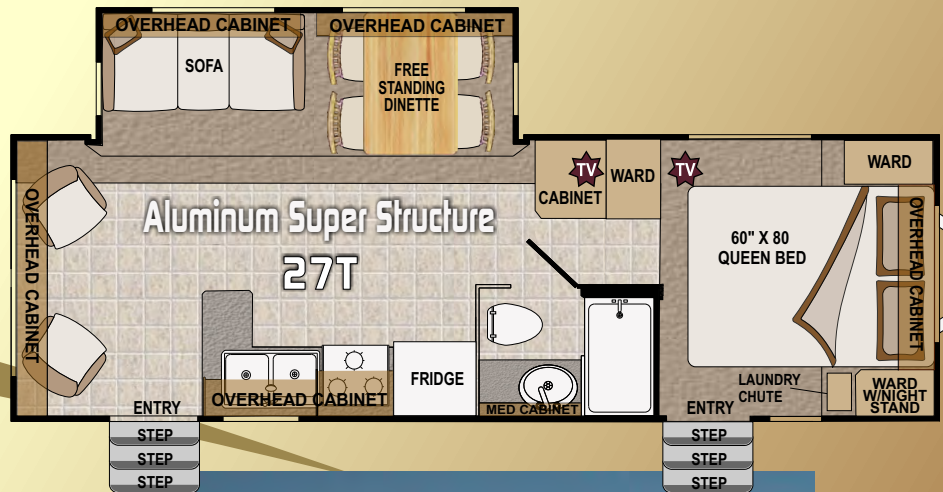 OVERHEAD CABINET
OVERHEAD CABINET
SOFA
FREE
STANDING
DINETTE
TV
CABINET
WARD
TV
WARD
OVERHEAD CABINET
Aluminum Super Structure
27T
60" X 80
QUEEN BED
OVERHEAD CABINET
FRIDGE
OVERHEAD CABINET
MED CABINET
LAUNDRY
CHUTE
WARD
W/NIGHT
STAND
ENTRY
ENTRY
STEP
STEP
STEP
STEP
STEP
STEP